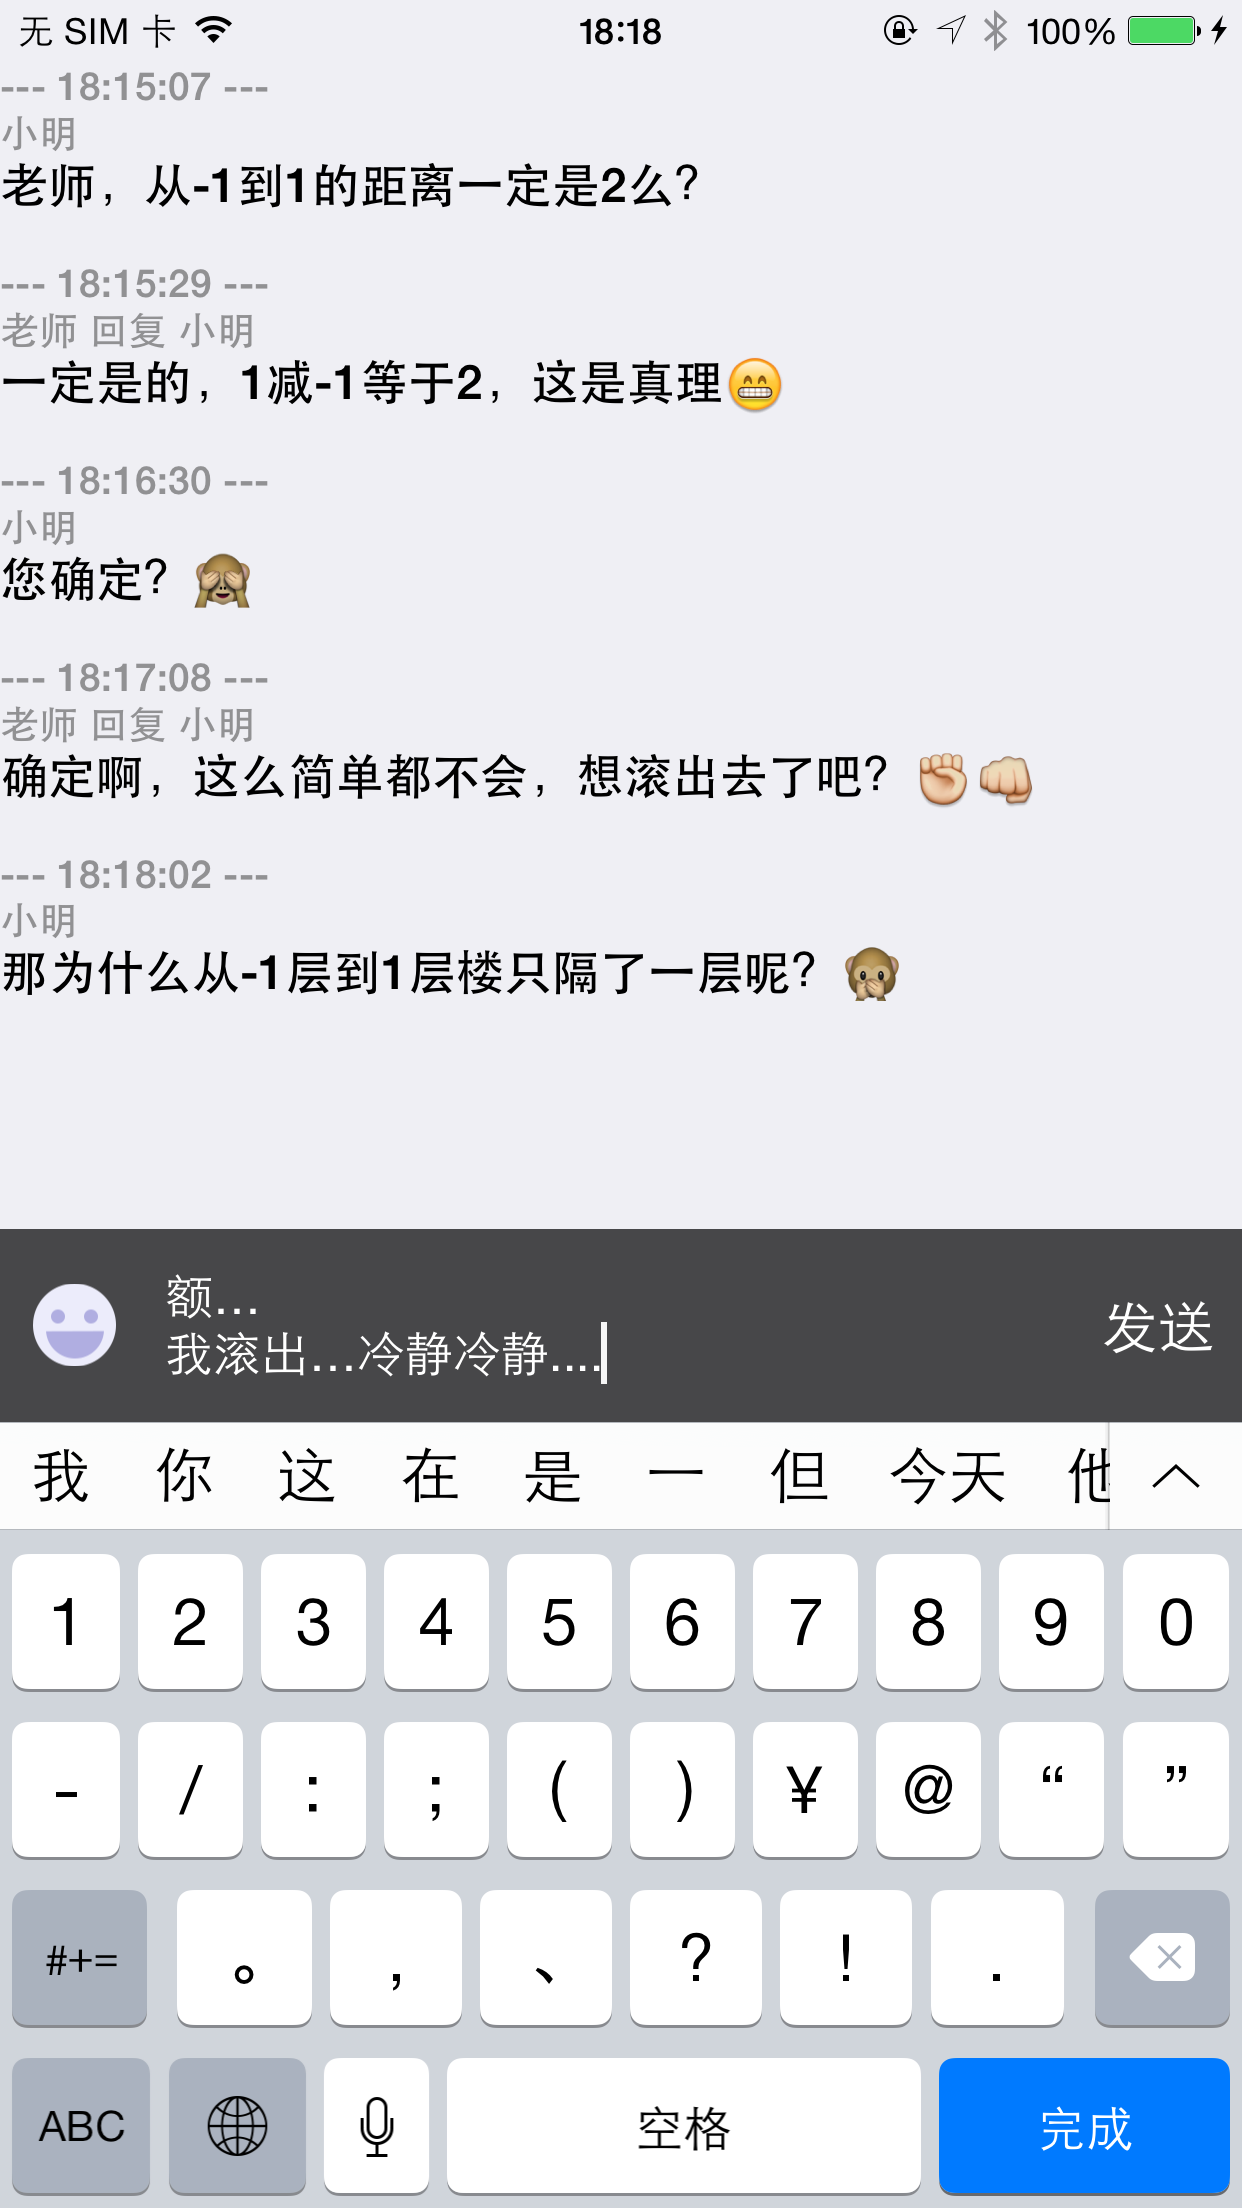 无 SIM 卡 18:18 100%
--- 18:15:07 ---
小明
老师，从-1到1的距离一定是2么？
--- 18:15:29 ---
老师 回复 小明
一定是的，1减-1等于2，这是真理😁
--- 18:16:30 ---
小明
您确定？🙈
--- 18:17:08 ---
老师 回复 小明
确定啊，这么简单都不会，想滚出去了吧？✊👊
--- 18:18:02 ---
小明
那为什么从-1层到1层楼只隔了一层呢？🙊
额…
我滚出…冷静冷静....
发送
我 你 这 在 是 一 但 今天 他
1 2 3 4 5 6 7 8 9 0
- / : ; ( ) ¥ @ “ ”
#+= 。 , 、 ? ! .
ABC 空格 完成